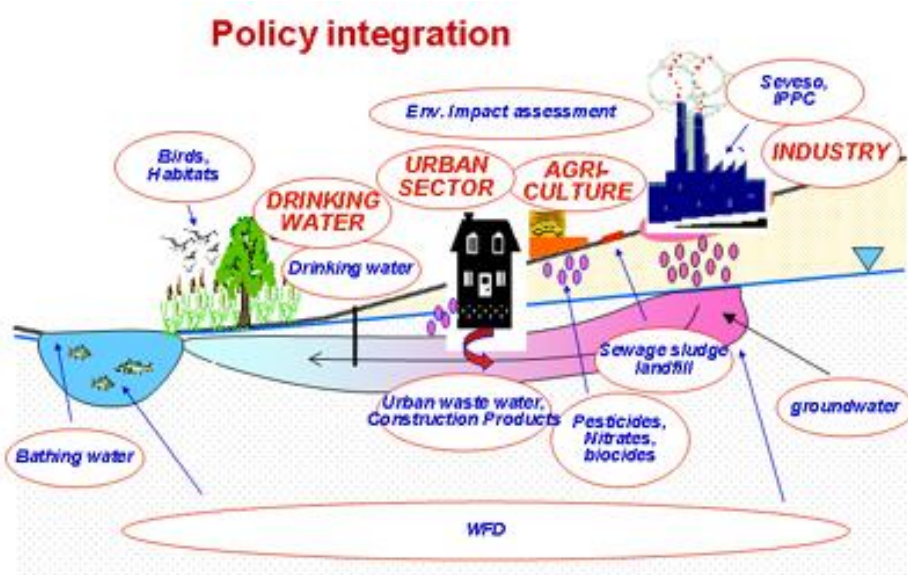 Policy integration
Seveso,
IPPC
Env. Impact assessment
Birds,
Habitats
URBAN
SECTOR
AGRI-
CULTURE
INDUSTRY
DRINKING
WATER
Drinking water
Sewage sludge
landfill
Urban waste water,
Construction Products
Pesticides,
Nitrates,
biocides
groundwater
Bathing water
WFD